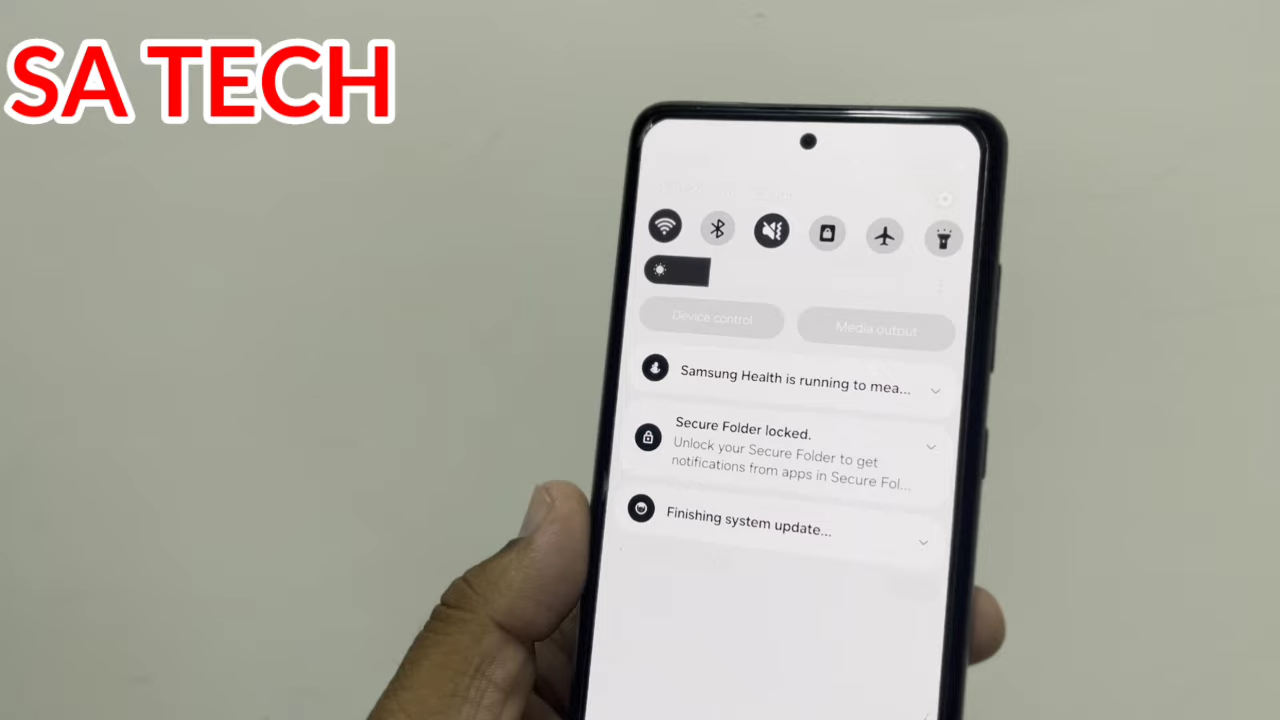 SA TECH
Device control
Media output
Samsung Health is running to mea...
Secure Folder locked.
Unlock your Secure Folder to get
notifications from apps in Secure Fol...
Finishing system update...